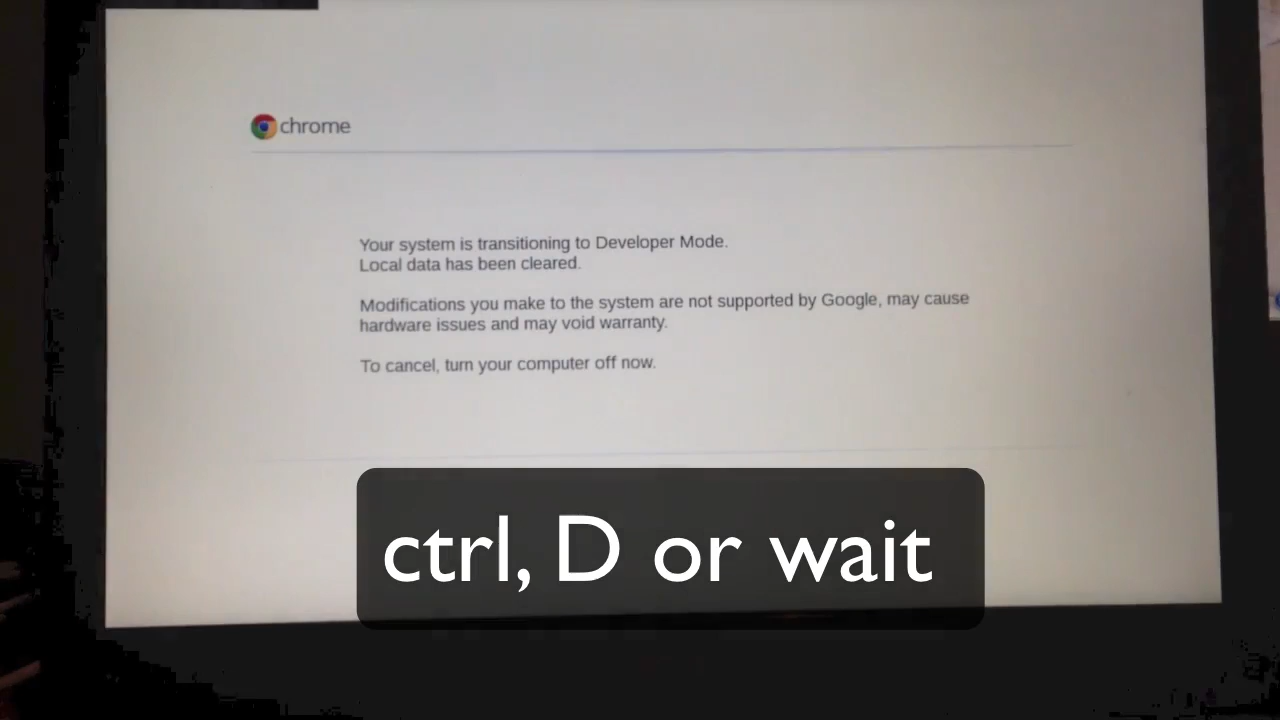 chrome
Your system is transitioning to Developer Mode.
Local data has been cleared.
Modifications you make to the system are not supported by Google, may cause
hardware issues and may void warranty.
To cancel, turn your computer off now.
ctrl, D or wait